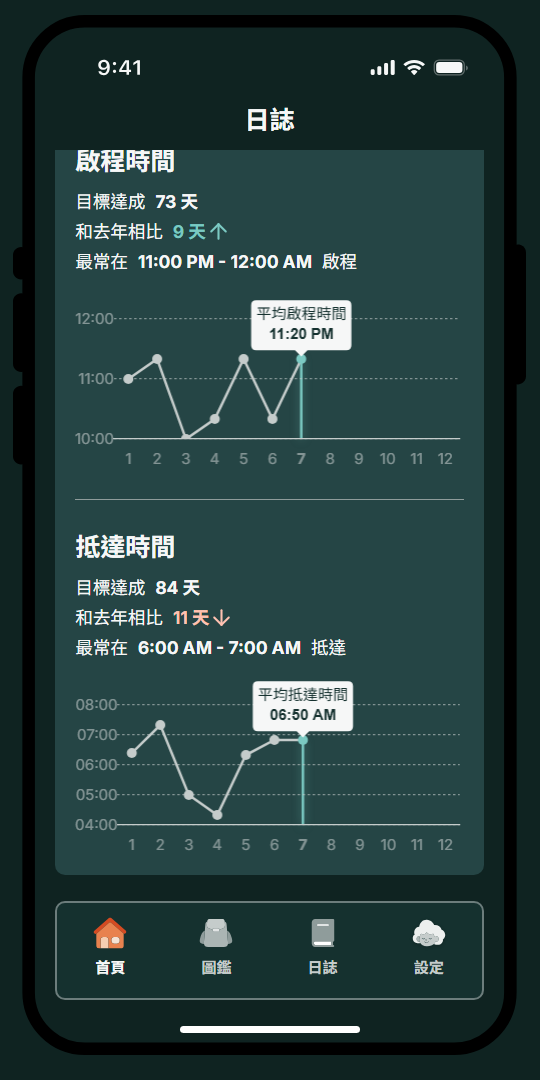 9:41
日誌
啟程時間
目標達成 73 天
和去年相比 9 天 ↑
最常在 11:00 PM - 12:00 AM 啟程
平均啟程時間
11:20 PM
12:00
11:00
10:00
1 2 3 4 5 6 7 8 9 10 11 12
抵達時間
目標達成 84 天
和去年相比 11 天 ↓
最常在 6:00 AM - 7:00 AM 抵達
平均抵達時間
06:50 AM
08:00
07:00
06:00
05:00
04:00
1 2 3 4 5 6 7 8 9 10 11 12
首頁 圖鑑 日誌 設定